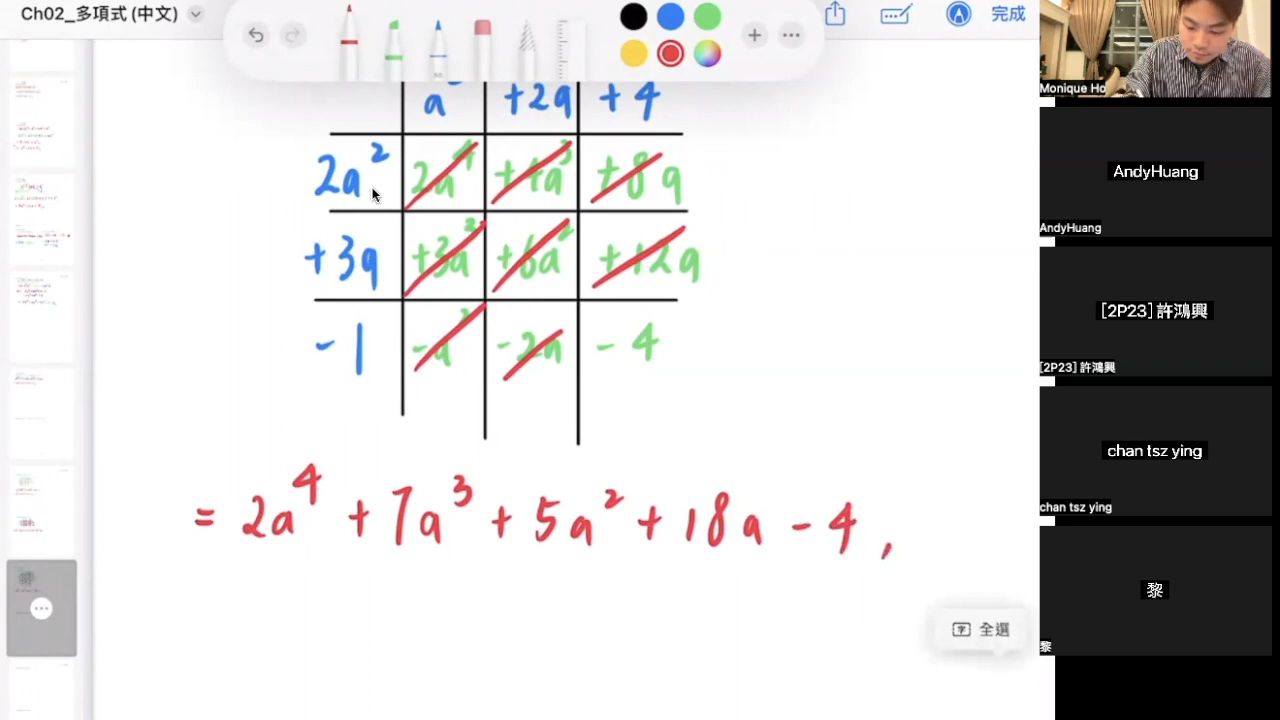 Ch02_多項式 (中文)
完成
a² +2a +4
2a² 2a⁴ +4a³ +8a
+3a +3a² +6a² +12a
-1 -a² -2a -4
= 2a⁴ + 7a³ + 5a² + 18a - 4 ,
全選
Monique Ho
AndyHuang
AndyHuang
[2P23] 許鴻興
[2P23] 許鴻興
chan tsz ying
chan tsz ying
黎
黎